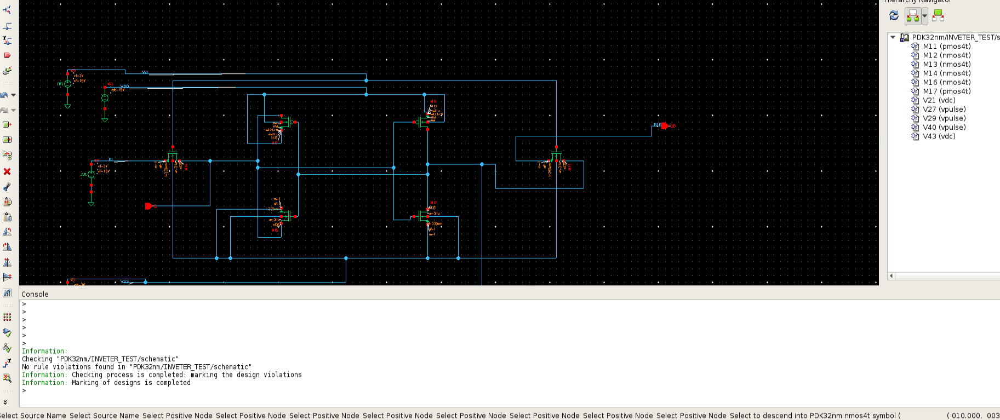 Hierarchy Navigator
PDK32nm/INVETER_TEST/s
M11 (pmos4t)
M12 (nmos4t)
M13 (nmos4t)
M14 (nmos4t)
M16 (nmos4t)
M17 (pmos4t)
V21 (vdc)
V27 (vpulse)
V29 (vpulse)
V40 (vpulse)
V43 (vdc)
WL
VDD
BLB
BL
VSS
Console
>
>
>
>
>
>
Information:
Checking "PDK32nm/INVETER_TEST/schematic"
No rule violations found in "PDK32nm/INVETER_TEST/schematic"
Information: Checking process is completed: marking the design violations
Information: Marking of designs is completed
>
elect Source Name Select Source Name Select Positive Node Select Positive Node Select Positive Node Select Positive Node Select Positive Node Select Positive Node Select Positive Node Select Positive Node Select to descend into PDK32nm nmos4t symbol ( ( 010.000, 003